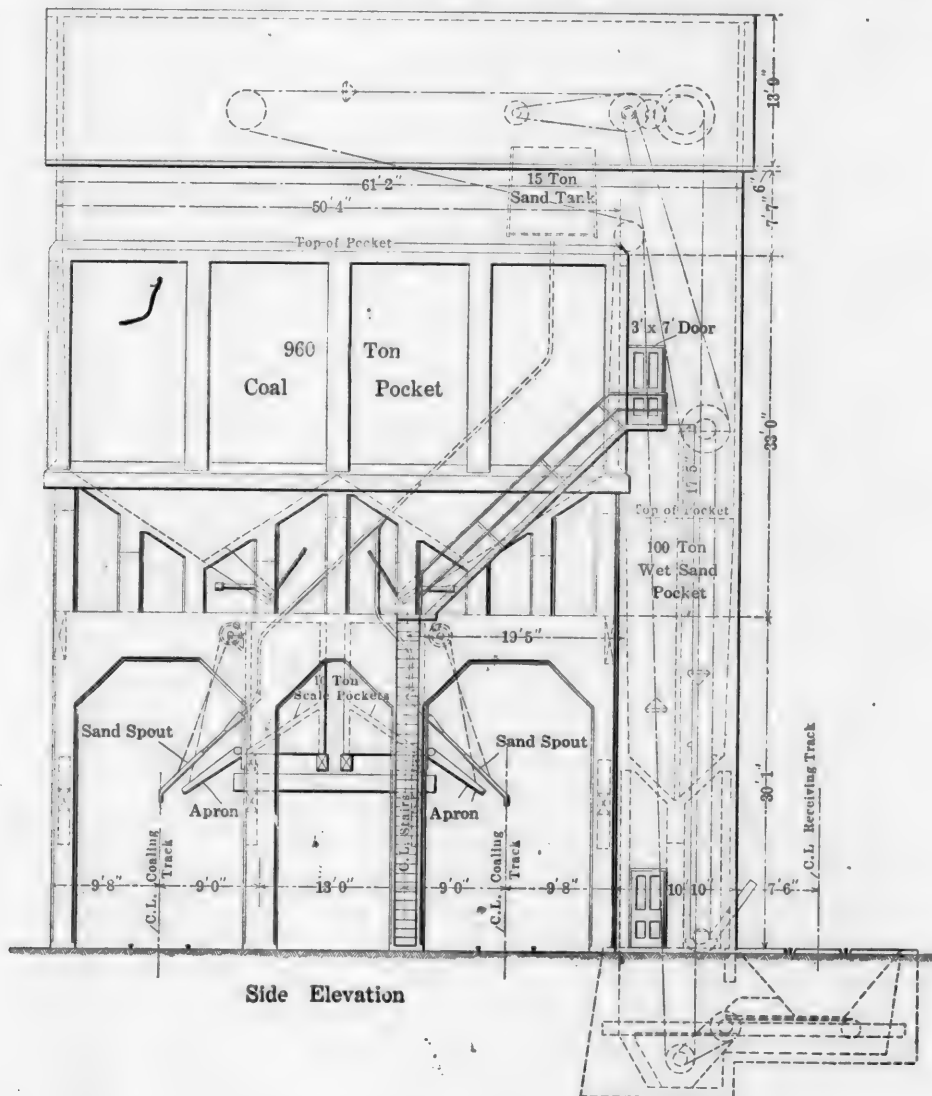 13'-0"
61'-2"
6"
15 Ton
Sand Tank
50'-4"
7'-7"
Top of Pocket
3' x 7' Door
960 Ton
Coal Pocket
33'-0"
17'-5"
Top of Pocket
100 Ton
Wet Sand
Pocket
19'-5"
Ton
Scale Pockets
Sand Spout
Sand Spout
Apron
Apron
C.L. Stairs
30'-1"
C.L. Receiving Track
C.L. Coaling
Track
C.L. Coaling
Track
9'-8"
9'-0"
13'-0"
9'-0"
9'-8"
10'-10"
7'-6"
Side Elevation